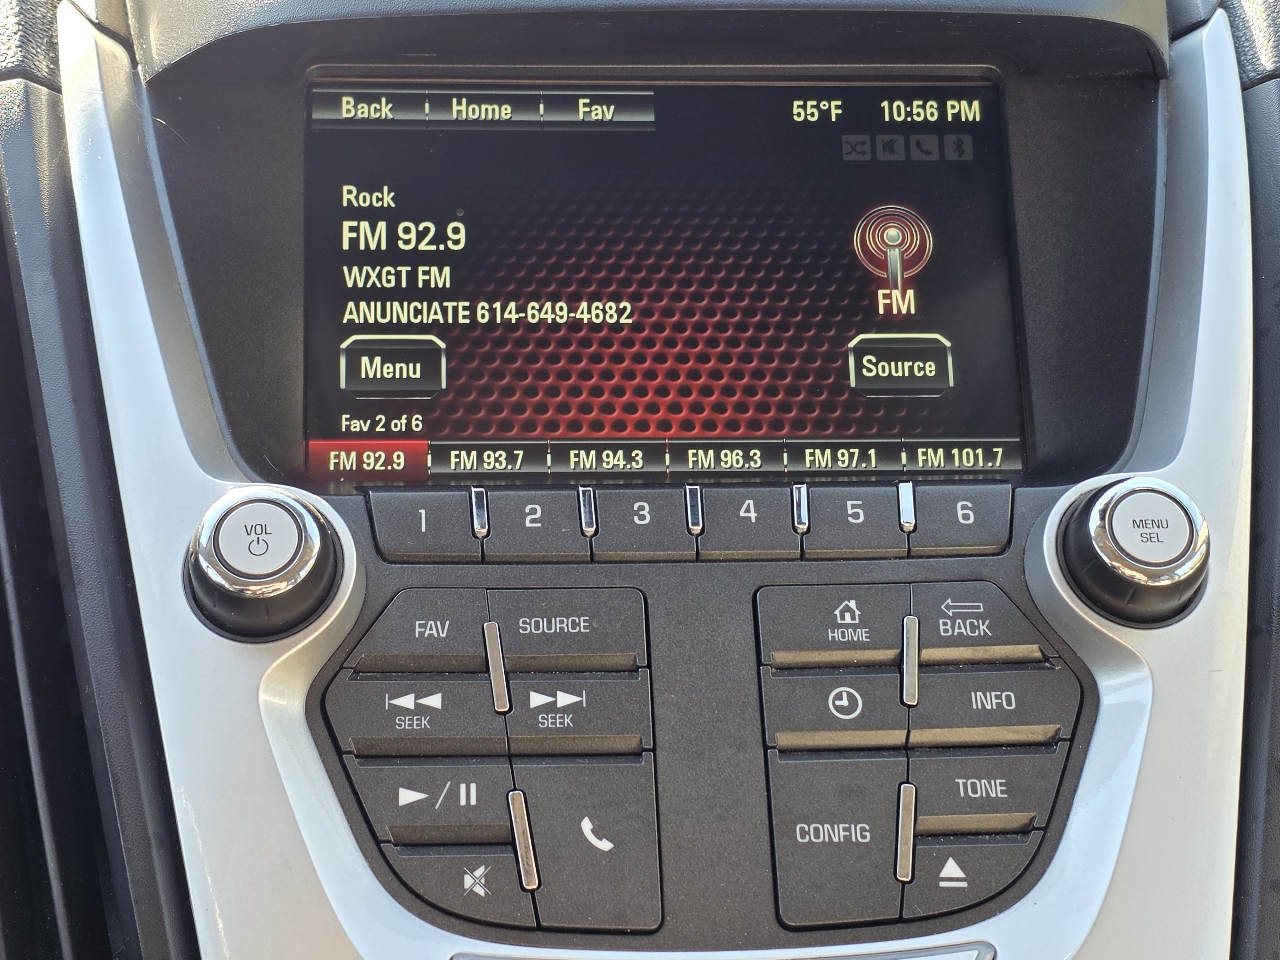 Back Home Fav 55°F 10:56 PM
Rock
FM 92.9
WXGT FM
ANUNCIATE 614-649-4682
FM
Menu
Source
Fav 2 of 6
FM 92.9 FM 93.7 FM 94.3 FM 96.3 FM 97.1 FM 101.7
1 2 3 4 5 6
VOL
MENU
SEL
FAV SOURCE
HOME BACK
SEEK SEEK
INFO
TONE
CONFIG